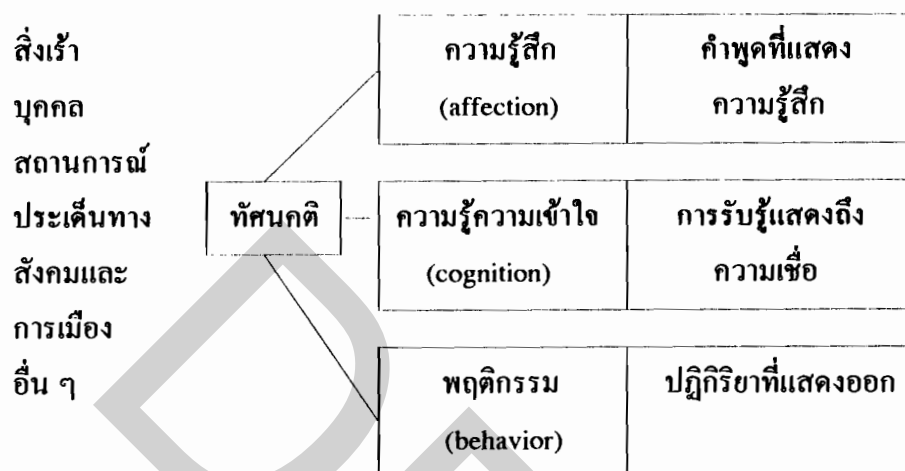 สิ่งเร้า
บุคคล
สถานการณ์
ประเด็นทาง
สังคมและ
การเมือง
อื่น ๆ
ทัศนคติ
ความรู้สึก
(affection)
คำพูดที่แสดง
ความรู้สึก
ความรู้ความเข้าใจ
(cognition)
การรับรู้แสดงถึง
ความเชื่อ
พฤติกรรม
(behavior)
ปฏิกิริยาที่แสดงออก